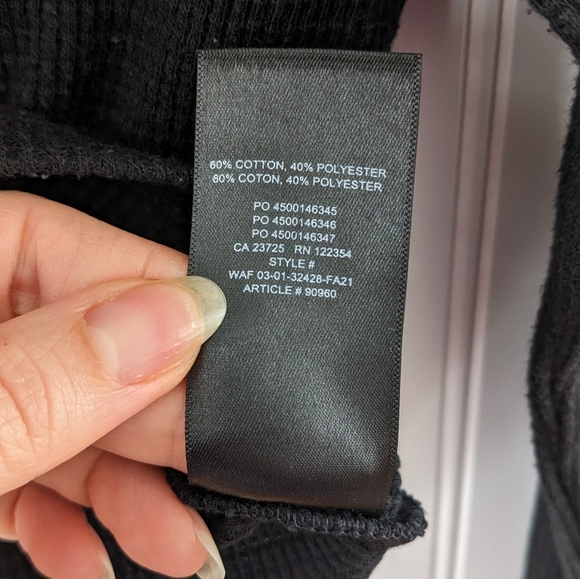 60% COTTON, 40% POLYESTER
60% COTON, 40% POLYESTER
PO 4500146345
PO 4500146346
PO 4500146347
CA 23725 RN 122354
STYLE #
WAF 03-01-32428-FA21
ARTICLE # 90960